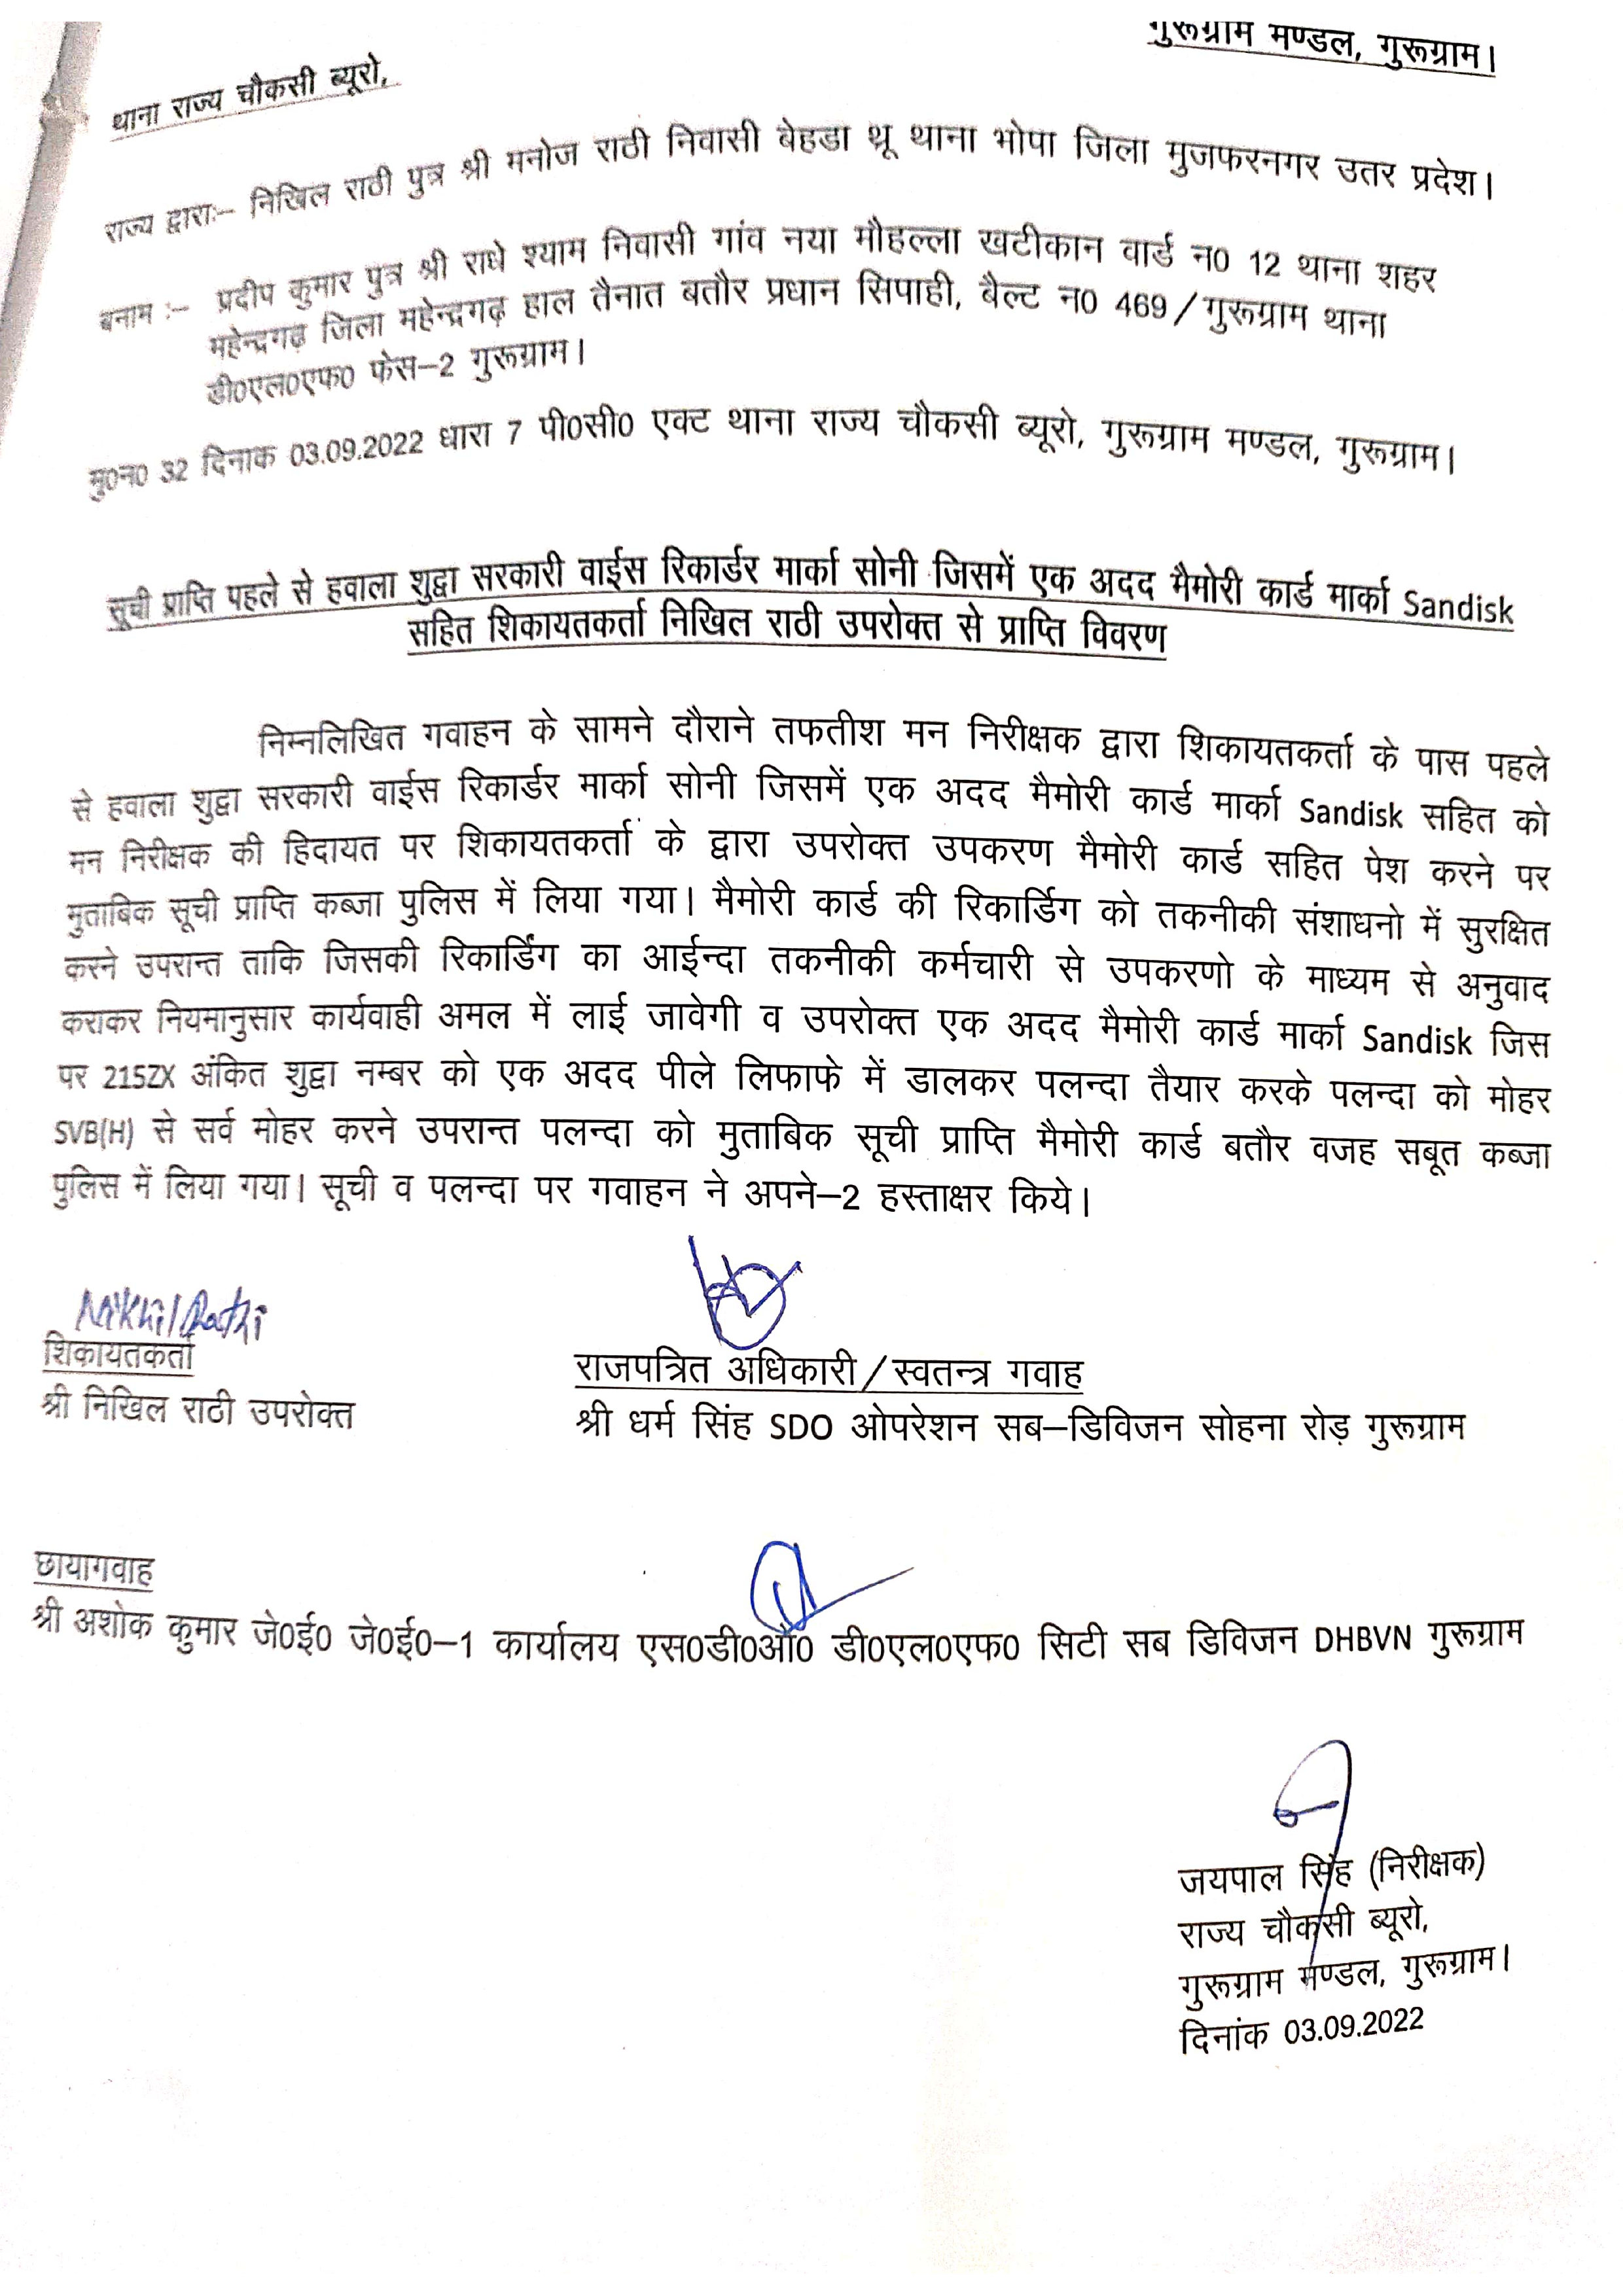 थाना राज्य चौकसी ब्यूरो, गुरूग्राम मण्डल, गुरूग्राम।
राज्य द्वाराः– निखिल राठी पुत्र श्री मनोज राठी निवासी बेहडा थ्रू थाना भोपा जिला मुजफरनगर उतर प्रदेश।
बनाम :– प्रदीप कुमार पुत्र श्री राधे श्याम निवासी गांव नया मौहल्ला खटीकान वार्ड न0 12 थाना शहर
महेन्द्रगढ़ जिला महेन्द्रगढ़ हाल तैनात बतौर प्रधान सिपाही, बैल्ट न0 469/गुरूग्राम थाना
डी0एल0एफ0 फेस–2 गुरूग्राम।
मु0न0 32 दिनाक 03.09.2022 धारा 7 पी0सी0 एक्ट थाना राज्य चौकसी ब्यूरो, गुरूग्राम मण्डल, गुरूग्राम।
सूची प्राप्ति पहले से हवाला शुद्वा सरकारी वाईस रिकार्डर मार्का सोनी जिसमें एक अदद मैमोरी कार्ड मार्का Sandisk
सहित शिकायतकर्ता निखिल राठी उपरोक्त से प्राप्ति विवरण
निम्नलिखित गवाहन के सामने दौराने तफतीश मन निरीक्षक द्वारा शिकायतकर्ता के पास पहले
से हवाला शुद्वा सरकारी वाईस रिकार्डर मार्का सोनी जिसमें एक अदद मैमोरी कार्ड मार्का Sandisk सहित को
मन निरीक्षक की हिदायत पर शिकायतकर्ता के द्वारा उपरोक्त उपकरण मैमोरी कार्ड सहित पेश करने पर
मुताबिक सूची प्राप्ति कब्जा पुलिस में लिया गया। मैमोरी कार्ड की रिकार्डिग को तकनीकी संशाधनो में सुरक्षित
करने उपरान्त ताकि जिसकी रिकार्डिंग का आईन्दा तकनीकी कर्मचारी से उपकरणो के माध्यम से अनुवाद
कराकर नियमानुसार कार्यवाही अमल में लाई जावेगी व उपरोक्त एक अदद मैमोरी कार्ड मार्का Sandisk जिस
पर 215ZX अंकित शुद्वा नम्बर को एक अदद पीले लिफाफे में डालकर पलन्दा तैयार करके पलन्दा को मोहर
SVB(H) से सर्व मोहर करने उपरान्त पलन्दा को मुताबिक सूची प्राप्ति मैमोरी कार्ड बतौर वजह सबूत कब्जा
पुलिस में लिया गया। सूची व पलन्दा पर गवाहन ने अपने–2 हस्ताक्षर किये।
Nikhil Rathi
शिकायतकर्ता
श्री निखिल राठी उपरोक्त
राजपत्रित अधिकारी/स्वतन्त्र गवाह
श्री धर्म सिंह SDO ओपरेशन सब–डिविजन सोहना रोड़ गुरूग्राम
छायागवाह
श्री अशोक कुमार जे0ई0 जे0ई0–1 कार्यालय एस0डी0ओ0 डी0एल0एफ0 सिटी सब डिविजन DHBVN गुरूग्राम
जयपाल सिंह (निरीक्षक)
राज्य चौकसी ब्यूरो,
गुरूग्राम मण्डल, गुरूग्राम।
दिनांक 03.09.2022